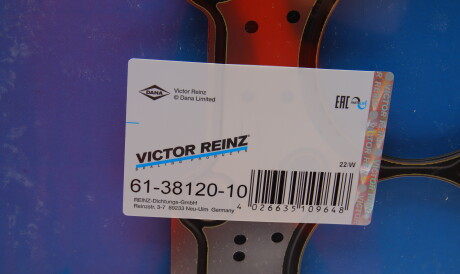 DANA
Victor Reinz
© Dana Limited
EAC
VICTOR REINZ®
22-W
61-38120-10
REINZ-Dichtungs-GmbH
Reinzstr. 3-7 89233 Neu-Ulm, Germany
4 026635 109648